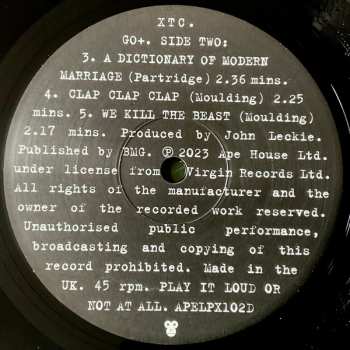 XTC.
GO+. SIDE TWO:
3. A DICTIONARY OF MODERN
MARRIAGE (Partridge) 2.36 mins.
4. CLAP CLAP CLAP (Moulding) 2.25
mins. 5. WE KILL THE BEAST (Moulding)
2.17 mins. Produced by John Leckie.
Published by BMG. ℗ 2023 Ape House Ltd.
under license from Virgin Records Ltd.
All rights of the manufacturer and the
owner of the recorded work reserved.
Unauthorised public performance,
broadcasting and copying of this
record prohibited. Made in the
UK. 45 rpm. PLAY IT LOUD OR
NOT AT ALL. APELPX102D